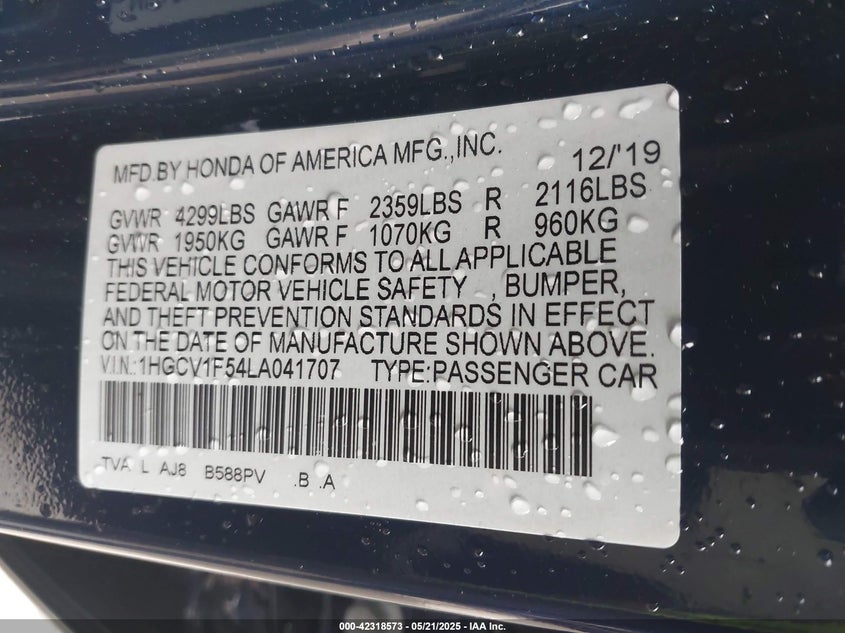 MFD.BY HONDA OF AMERICA MFG.,INC. 12/'19
GVWR 4299LBS GAWR F 2359LBS R 2116LBS
GVWR 1950KG GAWR F 1070KG R 960KG
THIS VEHICLE CONFORMS TO ALL APPLICABLE
FEDERAL MOTOR VEHICLE SAFETY , BUMPER,
AND THEFT PREVENTION STANDARDS IN EFFECT
ON THE DATE OF MANUFACTURE SHOWN ABOVE.
V.I.N.:1HGCV1F54LA041707 TYPE:PASSENGER CAR
TVA L AJ8 B588PV .B .A
000-42318573 — 05/21/2025 — IAA Inc.